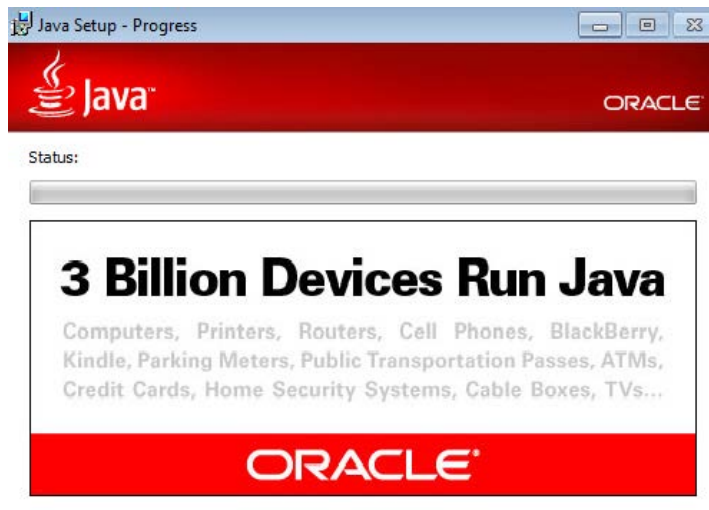 Java Setup - Progress
Java™
ORACLE®
Status:
3 Billion Devices Run Java
Computers, Printers, Routers, Cell Phones, BlackBerry,
Kindle, Parking Meters, Public Transportation Passes, ATMs,
Credit Cards, Home Security Systems, Cable Boxes, TVs...
ORACLE®